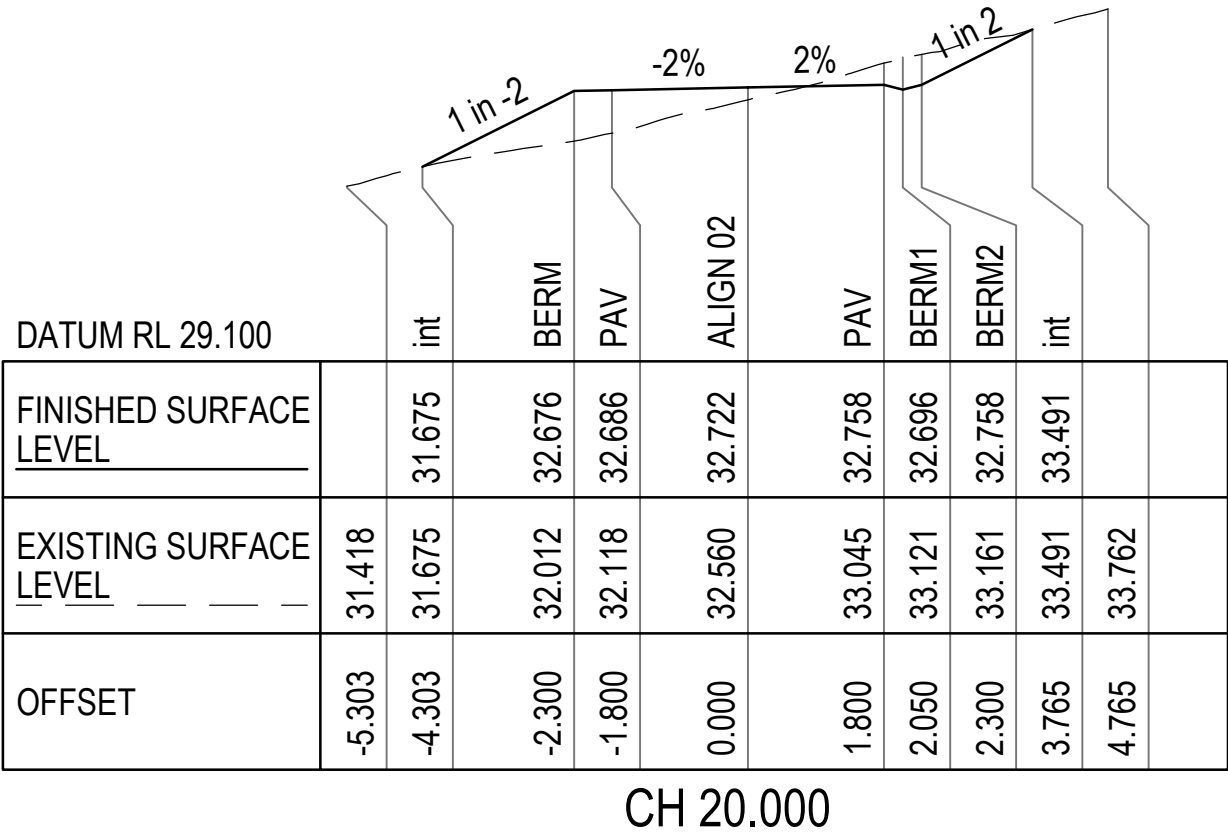 1 in -2
-2%
2%
1 in 2
DATUM RL 29.100
int
BERM
PAV
ALIGN 02
PAV
BERM1
BERM2
int
FINISHED SURFACE
LEVEL
31.675
32.676
32.686
32.722
32.758
32.696
32.758
33.491
EXISTING SURFACE
LEVEL
31.418
31.675
32.012
32.118
32.560
33.045
33.121
33.161
33.491
33.762
OFFSET
-5.303
-4.303
-2.300
-1.800
0.000
1.800
2.050
2.300
3.765
4.765
CH 20.000